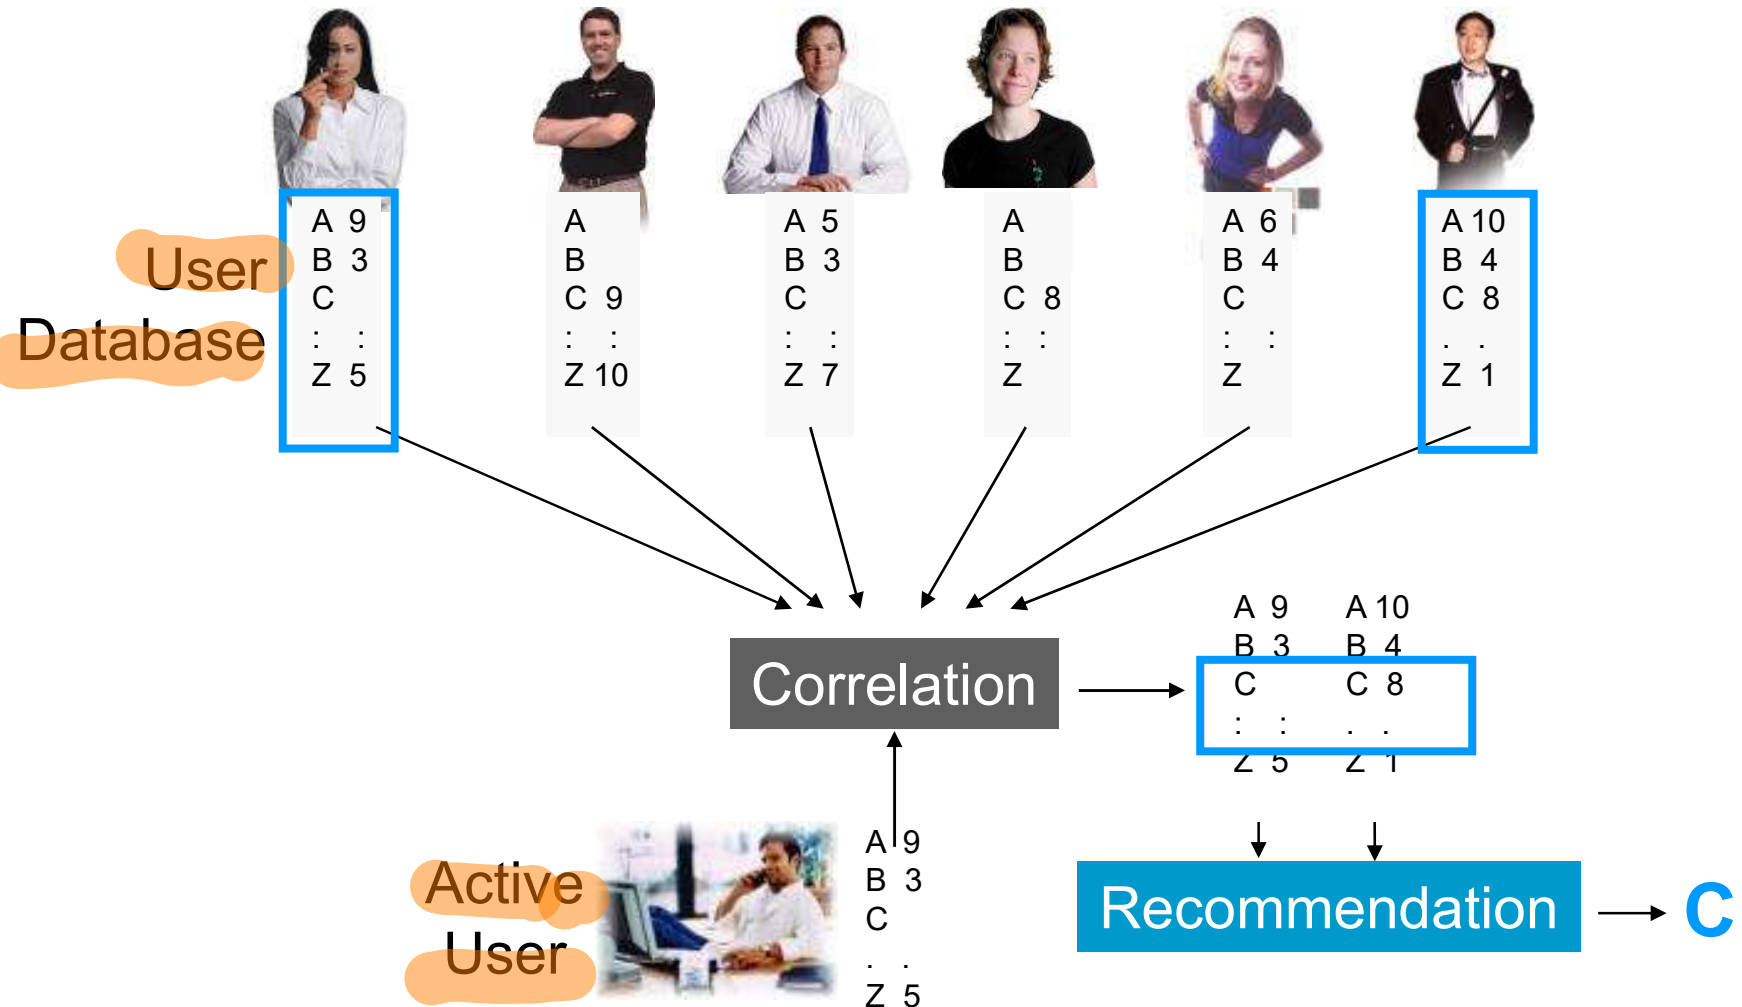 User
Database
A 9
B 3
C
: :
Z 5
A
B
C 9
: :
Z 10
A 5
B 3
C
: :
Z 7
A
B
C 8
: :
Z
A 6
B 4
C
: :
Z
A 10
B 4
C 8
. .
Z 1
Correlation
A 9
B 3
C
: :
Z 5
A 10
B 4
C 8
. .
Z 1
Active
User
A 9
B 3
C
. .
Z 5
Recommendation
C